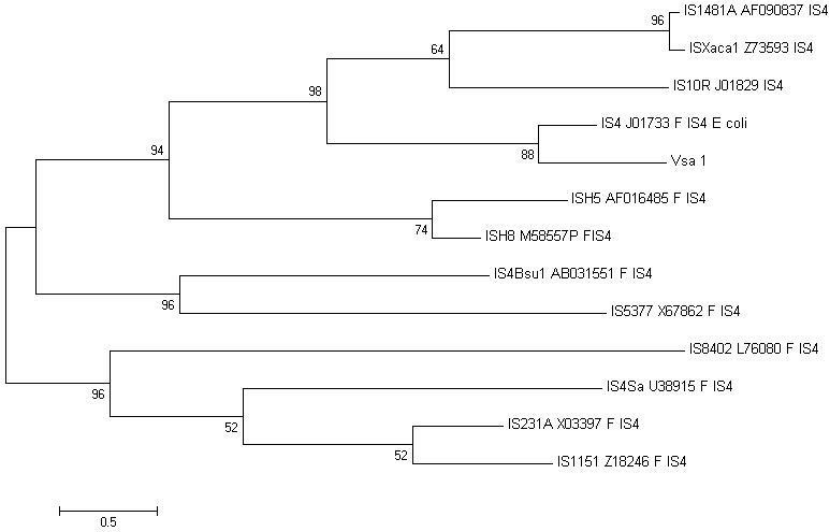 IS1481A AF090837 IS4
96
ISXaca1 Z73593 IS4
64
IS10R J01829 IS4
98
IS4 J01733 F IS4 E coli
88
Vsa 1
94
ISH5 AF016485 F IS4
74
ISH8 M58557P FIS4
IS4Bsu1 AB031551 F IS4
96
IS5377 X67862 F IS4
IS8402 L76080 F IS4
96
IS4Sa U38915 F IS4
52
IS231A X03397 F IS4
52
IS1151 Z18246 F IS4
0.5